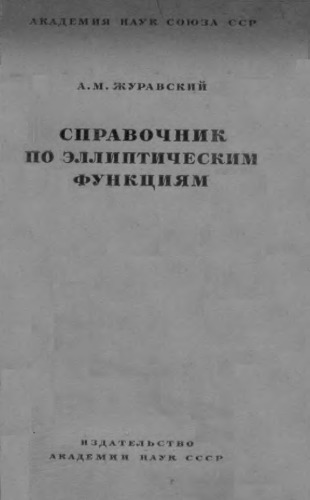 АКАДЕМИЯ НАУК СОЮЗА ССР
А. М. ЖУРАВСКИЙ
СПРАВОЧНИК
ПО ЭЛЛИПТИЧЕСКИМ
ФУНКЦИЯМ
ИЗДАТЕЛЬСТВО
АКАДЕМИИ НАУК СССР